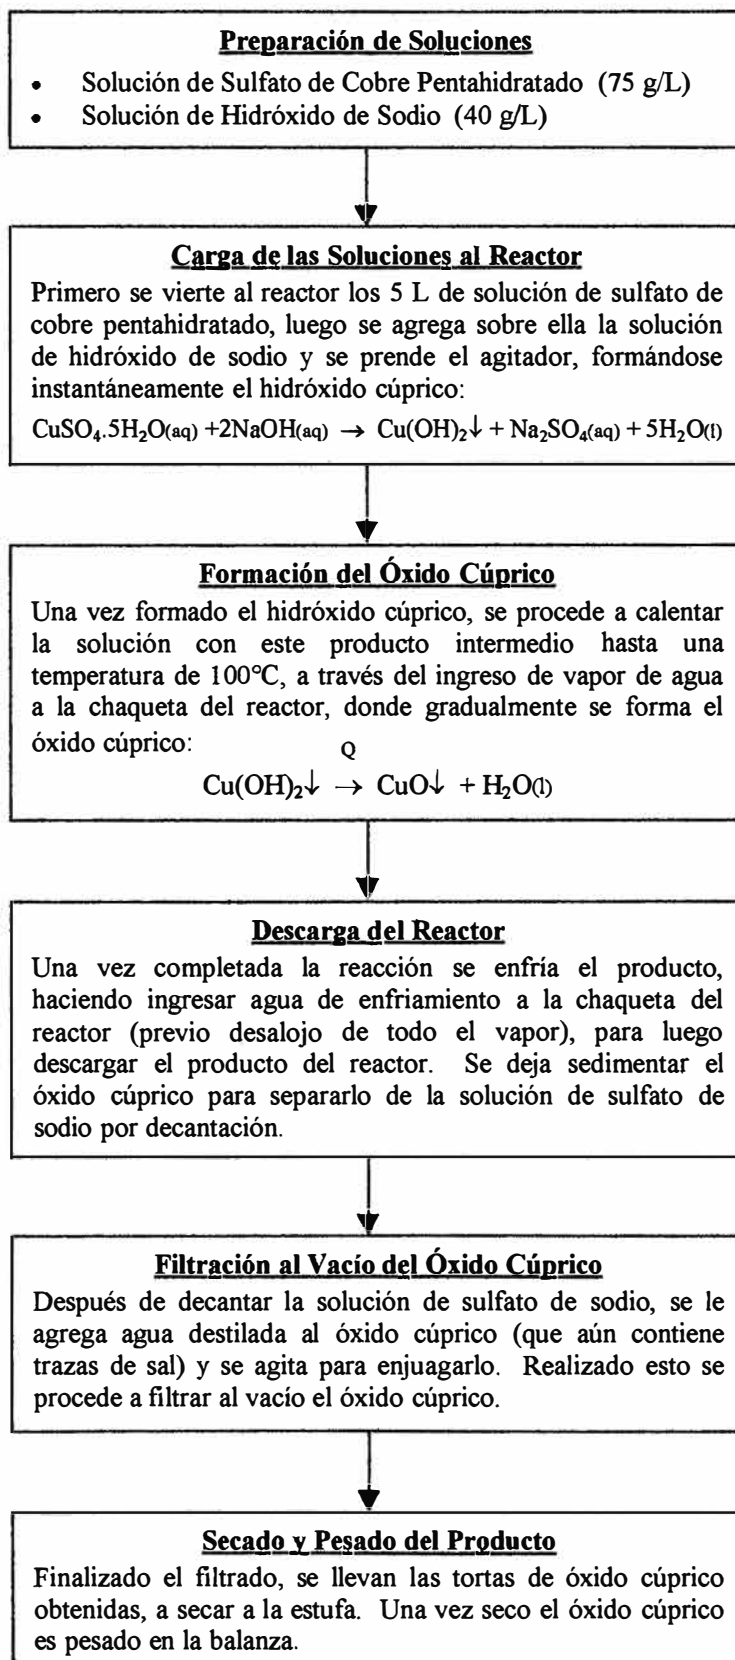 Preparación de Soluciones
• Solución de Sulfato de Cobre Pentahidratado (75 g/L)
• Solución de Hidróxido de Sodio (40 g/L)
Carga de las Soluciones al Reactor
Primero se vierte al reactor los 5 L de solución de sulfato de
cobre pentahidratado, luego se agrega sobre ella la solución
de hidróxido de sodio y se prende el agitador, formándose
instantáneamente el hidróxido cúprico:
CuSO₄.5H₂O(aq) +2NaOH(aq) → Cu(OH)₂↓ + Na₂SO₄(aq) + 5H₂O(l)
Formación del Óxido Cúprico
Una vez formado el hidróxido cúprico, se procede a calentar
la solución con este producto intermedio hasta una
temperatura de 100°C, a través del ingreso de vapor de agua
a la chaqueta del reactor, donde gradualmente se forma el
óxido cúprico:
Q
Cu(OH)₂↓ → CuO↓ + H₂O(l)
Descarga del Reactor
Una vez completada la reacción se enfría el producto,
haciendo ingresar agua de enfriamiento a la chaqueta del
reactor (previo desalojo de todo el vapor), para luego
descargar el producto del reactor. Se deja sedimentar el
óxido cúprico para separarlo de la solución de sulfato de
sodio por decantación.
Filtración al Vacío del Óxido Cúprico
Después de decantar la solución de sulfato de sodio, se le
agrega agua destilada al óxido cúprico (que aún contiene
trazas de sal) y se agita para enjuagarlo. Realizado esto se
procede a filtrar al vacío el óxido cúprico.
Secado y Pesado del Producto
Finalizado el filtrado, se llevan las tortas de óxido cúprico
obtenidas, a secar a la estufa. Una vez seco el óxido cúprico
es pesado en la balanza.